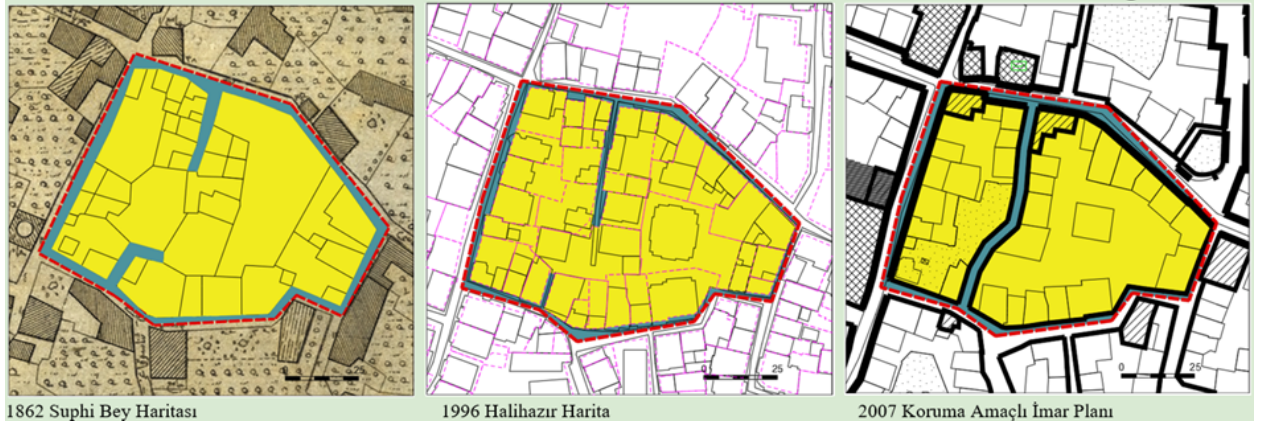 0 25
0 25
0 25
1862 Suphi Bey Haritası
1996 Halihazır Harita
2007 Koruma Amaçlı İmar Planı